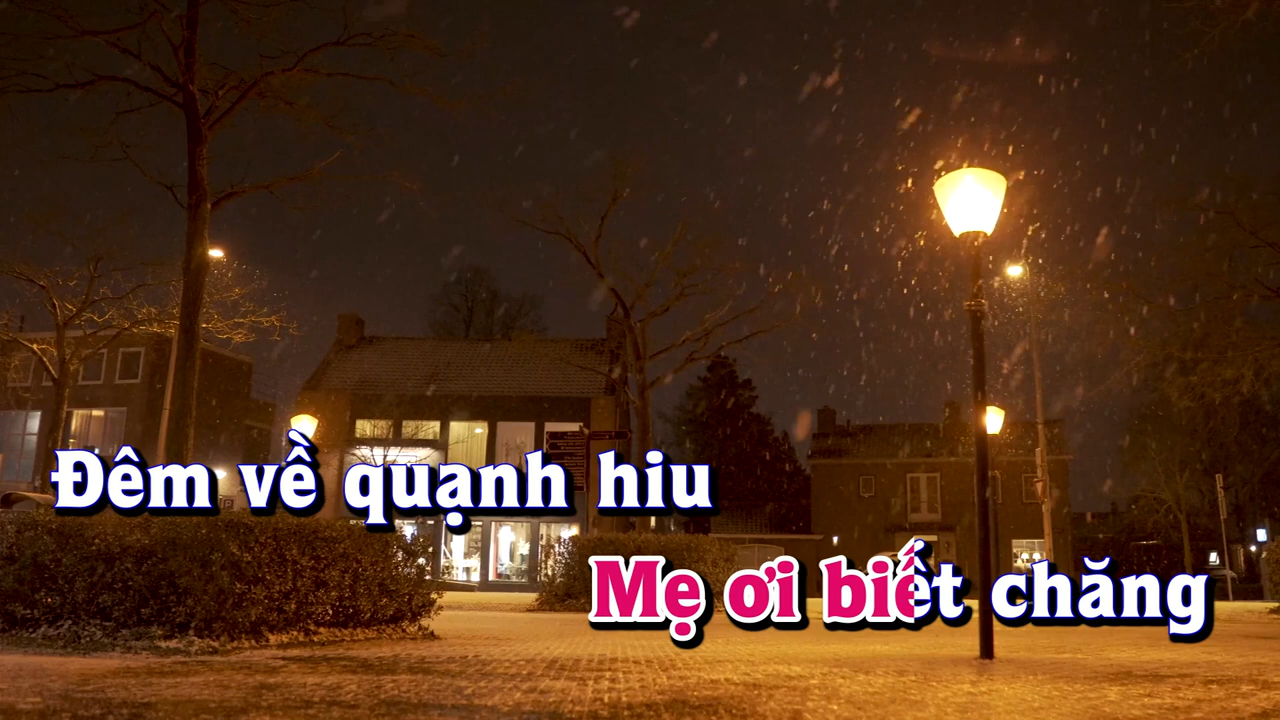 Đêm về quạnh hiu
Mẹ ơi biết chăng